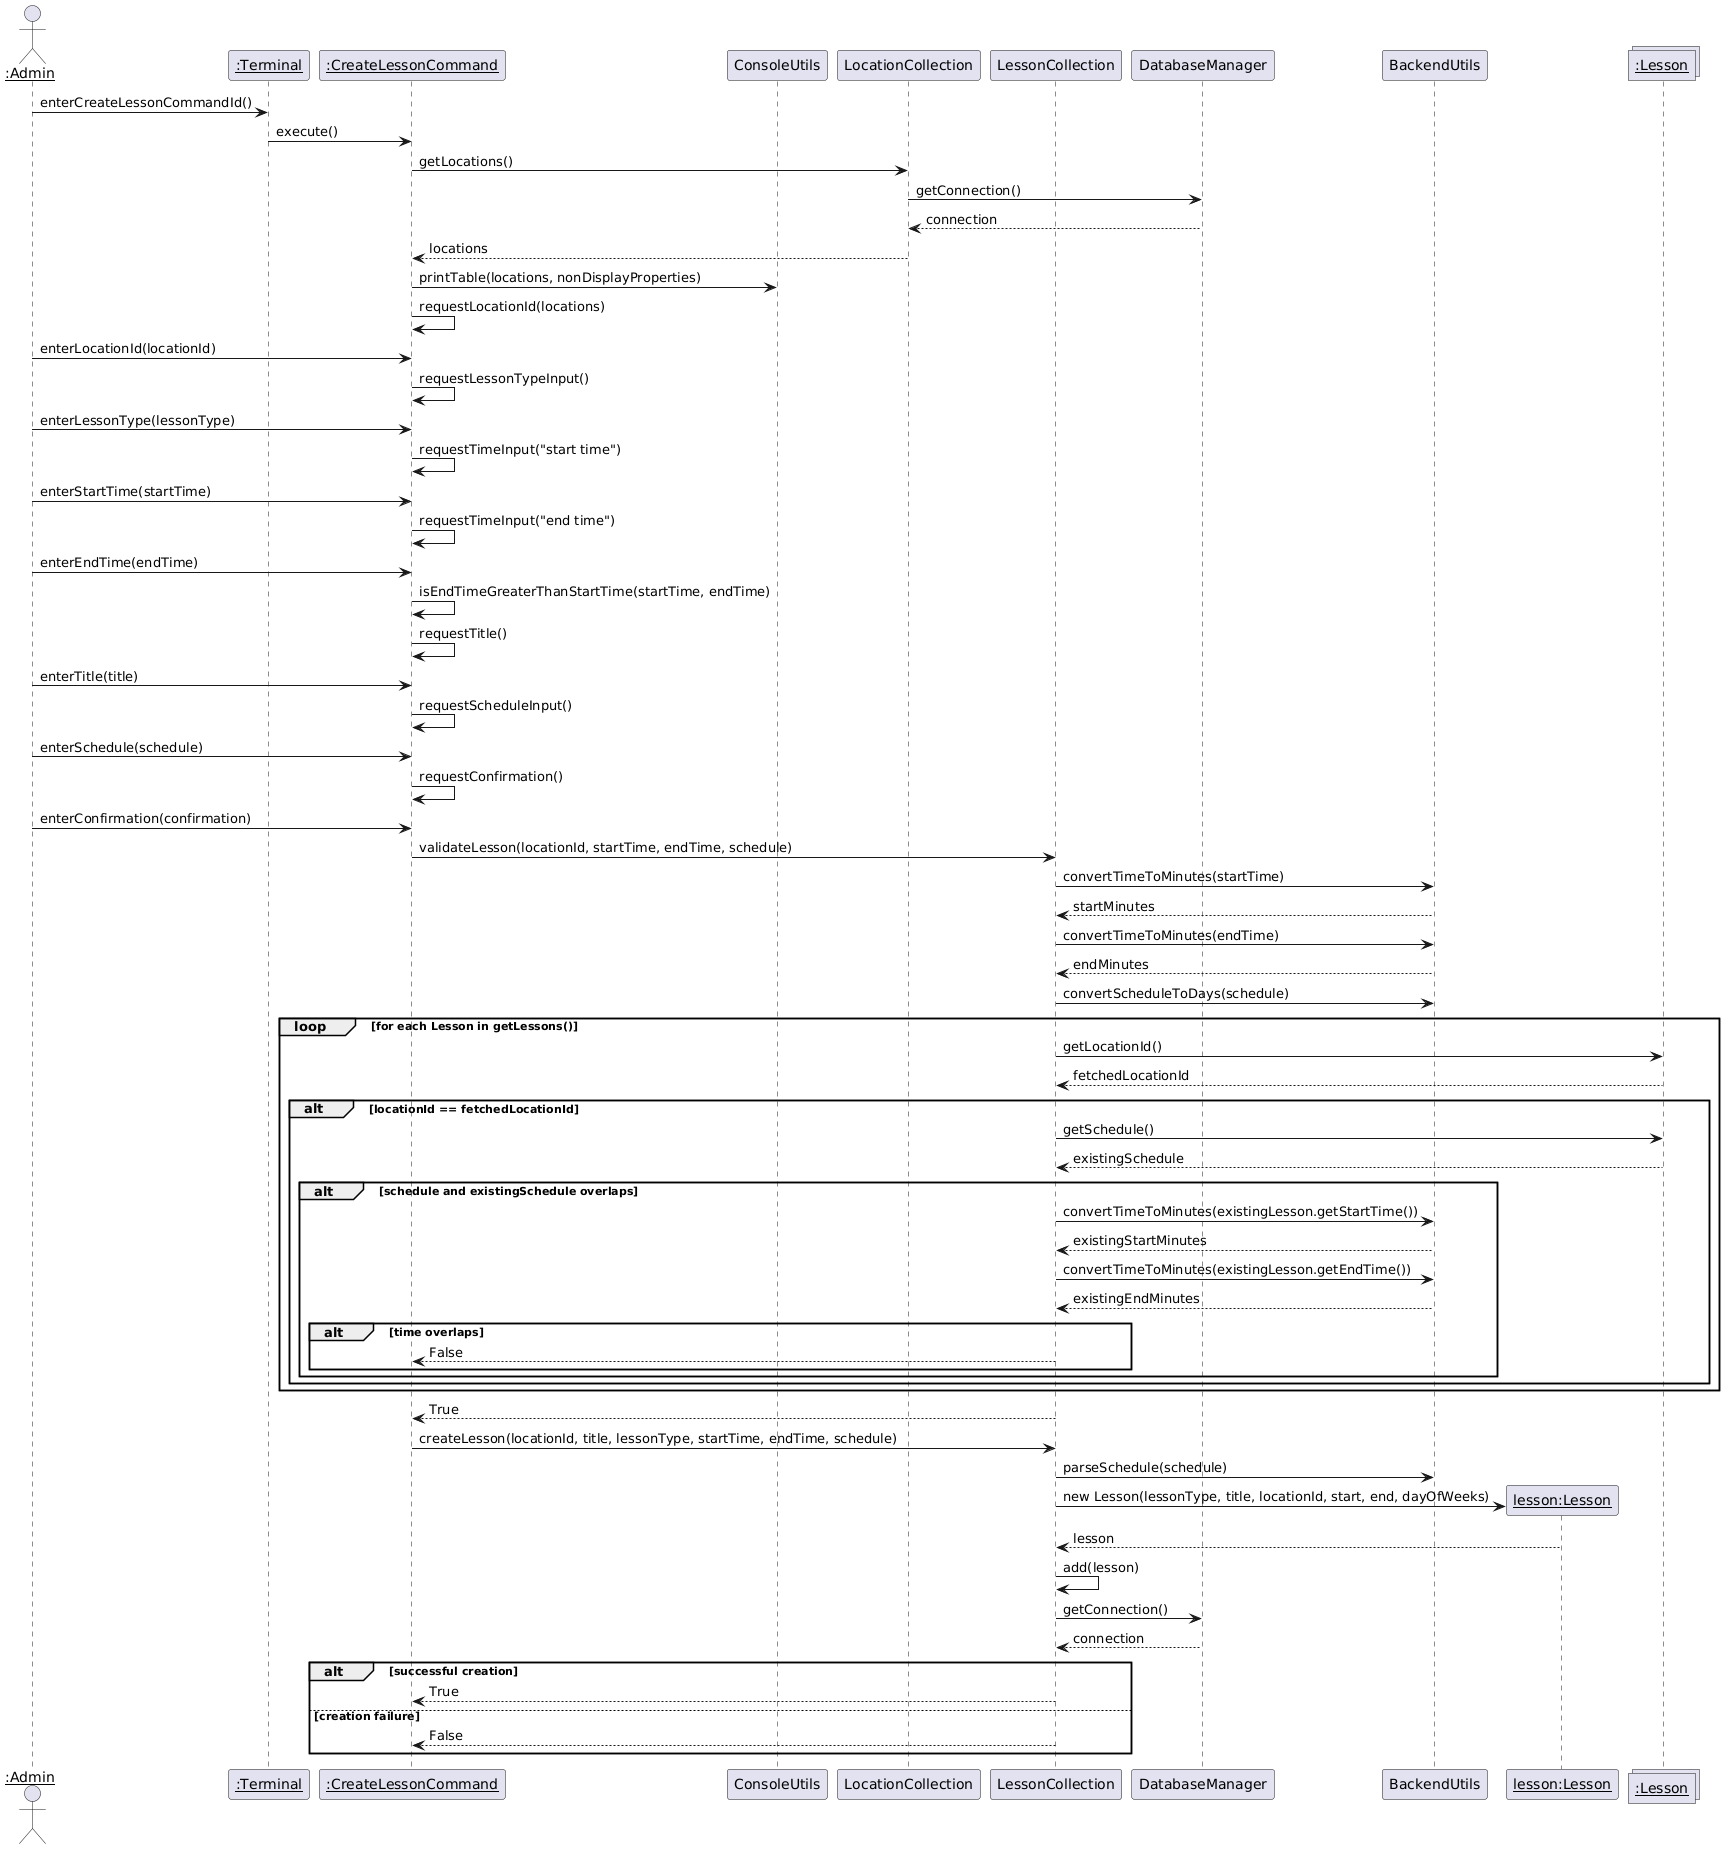 :Admin
:Terminal
:CreateLessonCommand
ConsoleUtils
LocationCollection
LessonCollection
DatabaseManager
BackendUtils
:Lesson
enterCreateLessonCommandId()
execute()
getLocations()
getConnection()
connection
locations
printTable(locations, nonDisplayProperties)
requestLocationId(locations)
enterLocationId(locationId)
requestLessonTypeInput()
enterLessonType(lessonType)
requestTimeInput("start time")
enterStartTime(startTime)
requestTimeInput("end time")
enterEndTime(endTime)
isEndTimeGreaterThanStartTime(startTime, endTime)
requestTitle()
enterTitle(title)
requestScheduleInput()
enterSchedule(schedule)
requestConfirmation()
enterConfirmation(confirmation)
validateLesson(locationId, startTime, endTime, schedule)
convertTimeToMinutes(startTime)
startMinutes
convertTimeToMinutes(endTime)
endMinutes
convertScheduleToDays(schedule)
loop [for each Lesson in getLessons()]
getLocationId()
fetchedLocationId
alt [locationId == fetchedLocationId]
getSchedule()
existingSchedule
alt [schedule and existingSchedule overlaps]
convertTimeToMinutes(existingLesson.getStartTime())
existingStartMinutes
convertTimeToMinutes(existingLesson.getEndTime())
existingEndMinutes
alt [time overlaps]
False
True
createLesson(locationId, title, lessonType, startTime, endTime, schedule)
parseSchedule(schedule)
new Lesson(lessonType, title, locationId, start, end, dayOfWeeks)
lesson:Lesson
lesson
add(lesson)
getConnection()
connection
alt [successful creation]
True
[creation failure]
False
:Admin
:Terminal
:CreateLessonCommand
ConsoleUtils
LocationCollection
LessonCollection
DatabaseManager
BackendUtils
lesson:Lesson
:Lesson